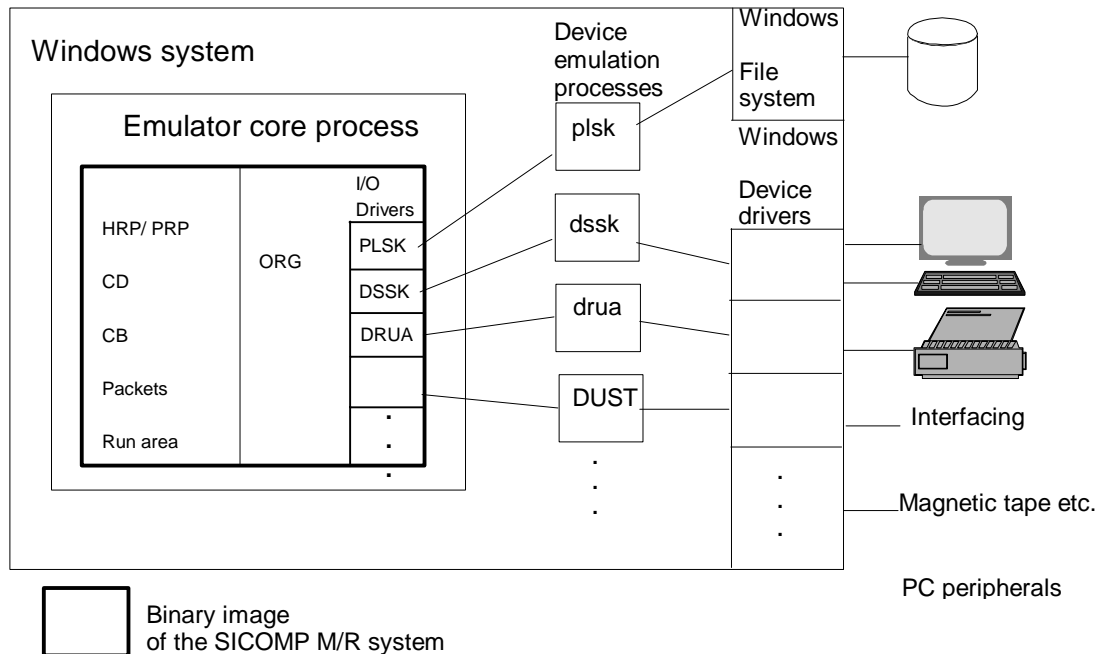 Windows system
Emulator core process
HRP/ PRP
CD
CB
Packets
Run area
ORG
I/O
Drivers
PLSK
DSSK
DRUA
Device
emulation
processes
plsk
dssk
drua
DUST
Windows
File
system
Windows
Device
drivers
Interfacing
Magnetic tape etc.
PC peripherals
Binary image
of the SICOMP M/R system